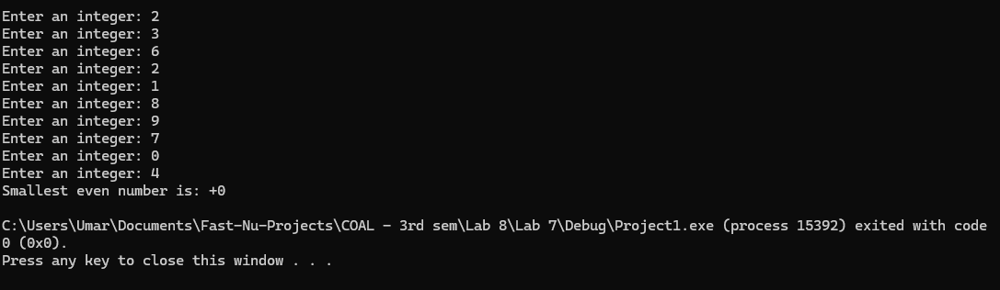 Enter an integer: 2
Enter an integer: 3
Enter an integer: 6
Enter an integer: 2
Enter an integer: 1
Enter an integer: 8
Enter an integer: 9
Enter an integer: 7
Enter an integer: 0
Enter an integer: 4
Smallest even number is: +0
C:\Users\Umar\Documents\Fast-Nu-Projects\COAL - 3rd sem\Lab 8\Lab 7\Debug\Project1.exe (process 15392) exited with code
0 (0x0).
Press any key to close this window . . .